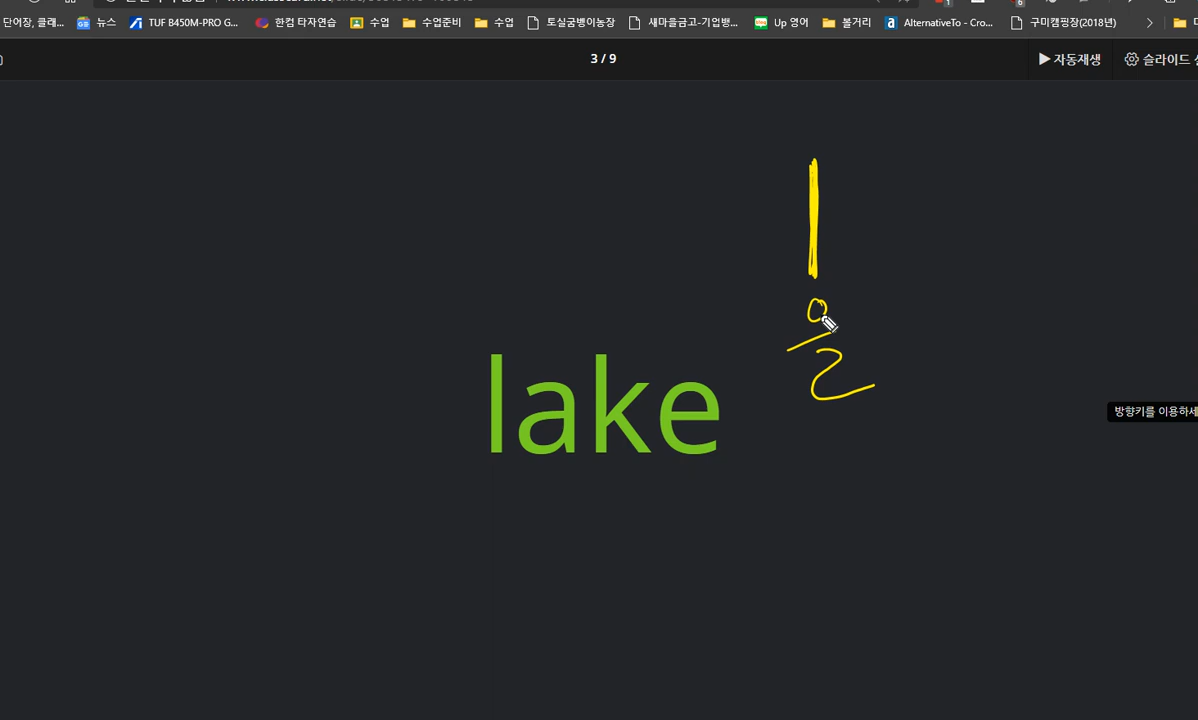 단어장, 클래... 뉴스 TUF B450M-PRO G... 한컴 타자연습 수업 수업준비 수업 토실굼벵이농장 새마을금고-기업뱅... Up 영어 볼거리 AlternativeTo - Cro... 구미캠핑장(2018년)
3 / 9
자동재생
슬라이드
lake
방향키를 이용하세